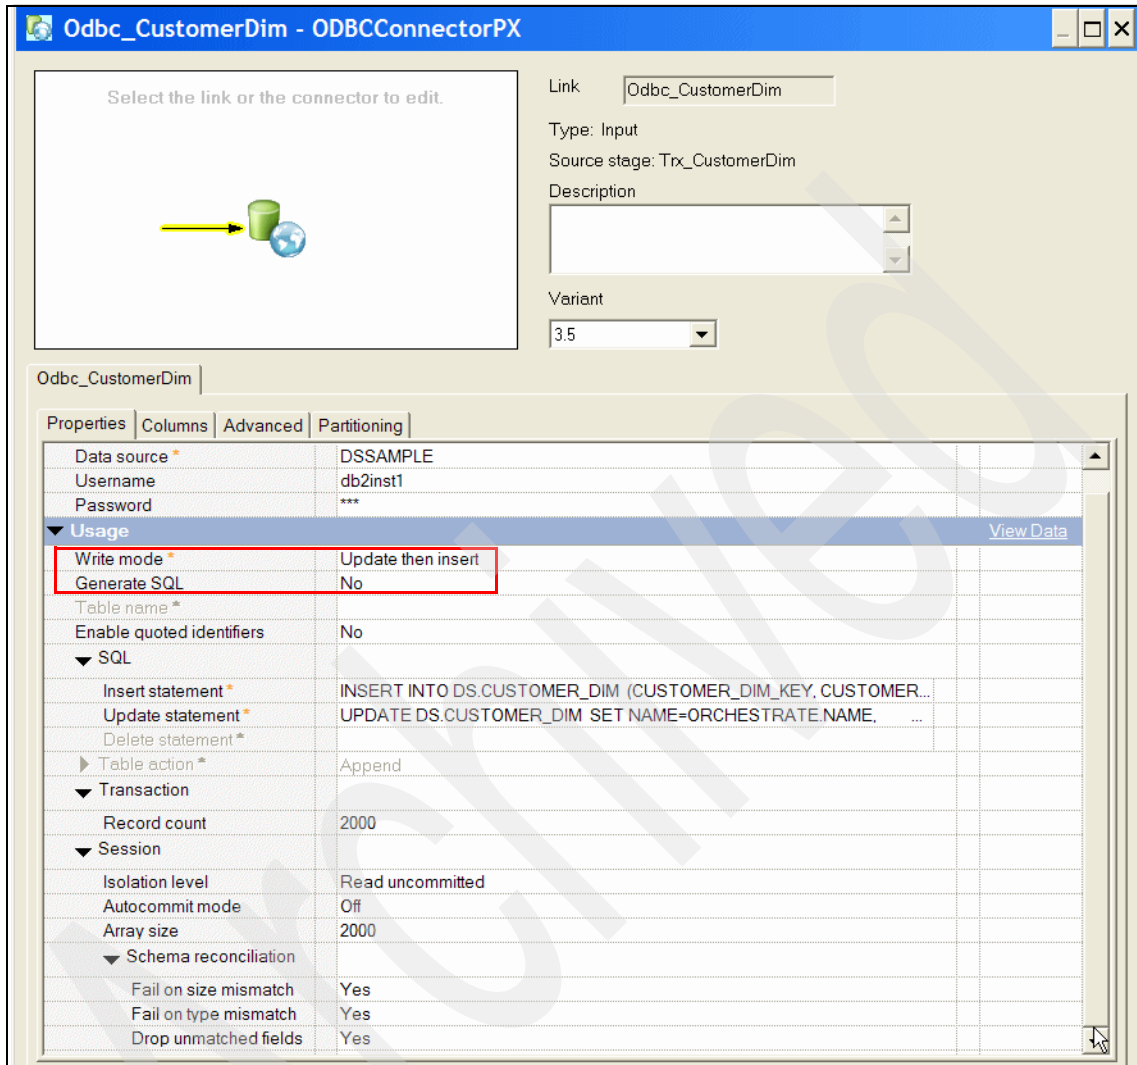 Odbc_CustomerDim - ODBCConnectorPX
Select the link or the connector to edit.
Link Odbc_CustomerDim
Type: Input
Source stage: Trx_CustomerDim
Description
Variant
3.5
Odbc_CustomerDim
Properties Columns Advanced Partitioning
Data source * DSSAMPLE
Username db2inst1
Password ***
Usage View Data
Write mode * Update then insert
Generate SQL No
Table name *
Enable quoted identifiers No
SQL
Insert statement * INSERT INTO DS.CUSTOMER_DIM (CUSTOMER_DIM_KEY, CUSTOMER...
Update statement * UPDATE DS.CUSTOMER_DIM SET NAME=ORCHESTRATE.NAME, ...
Delete statement *
Table action * Append
Transaction
Record count 2000
Session
Isolation level Read uncommitted
Autocommit mode Off
Array size 2000
Schema reconciliation
Fail on size mismatch Yes
Fail on type mismatch Yes
Drop unmatched fields Yes
Archived